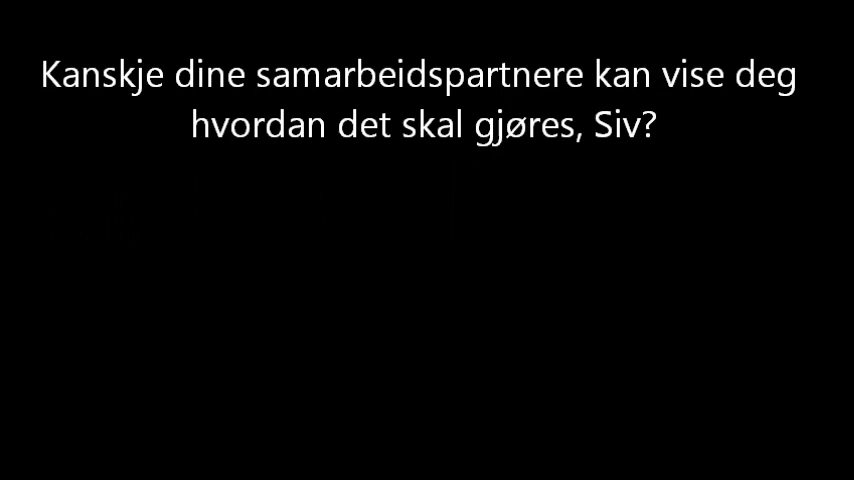 Kanskje dine samarbeidspartnere kan vise deg
hvordan det skal gjøres, Siv?